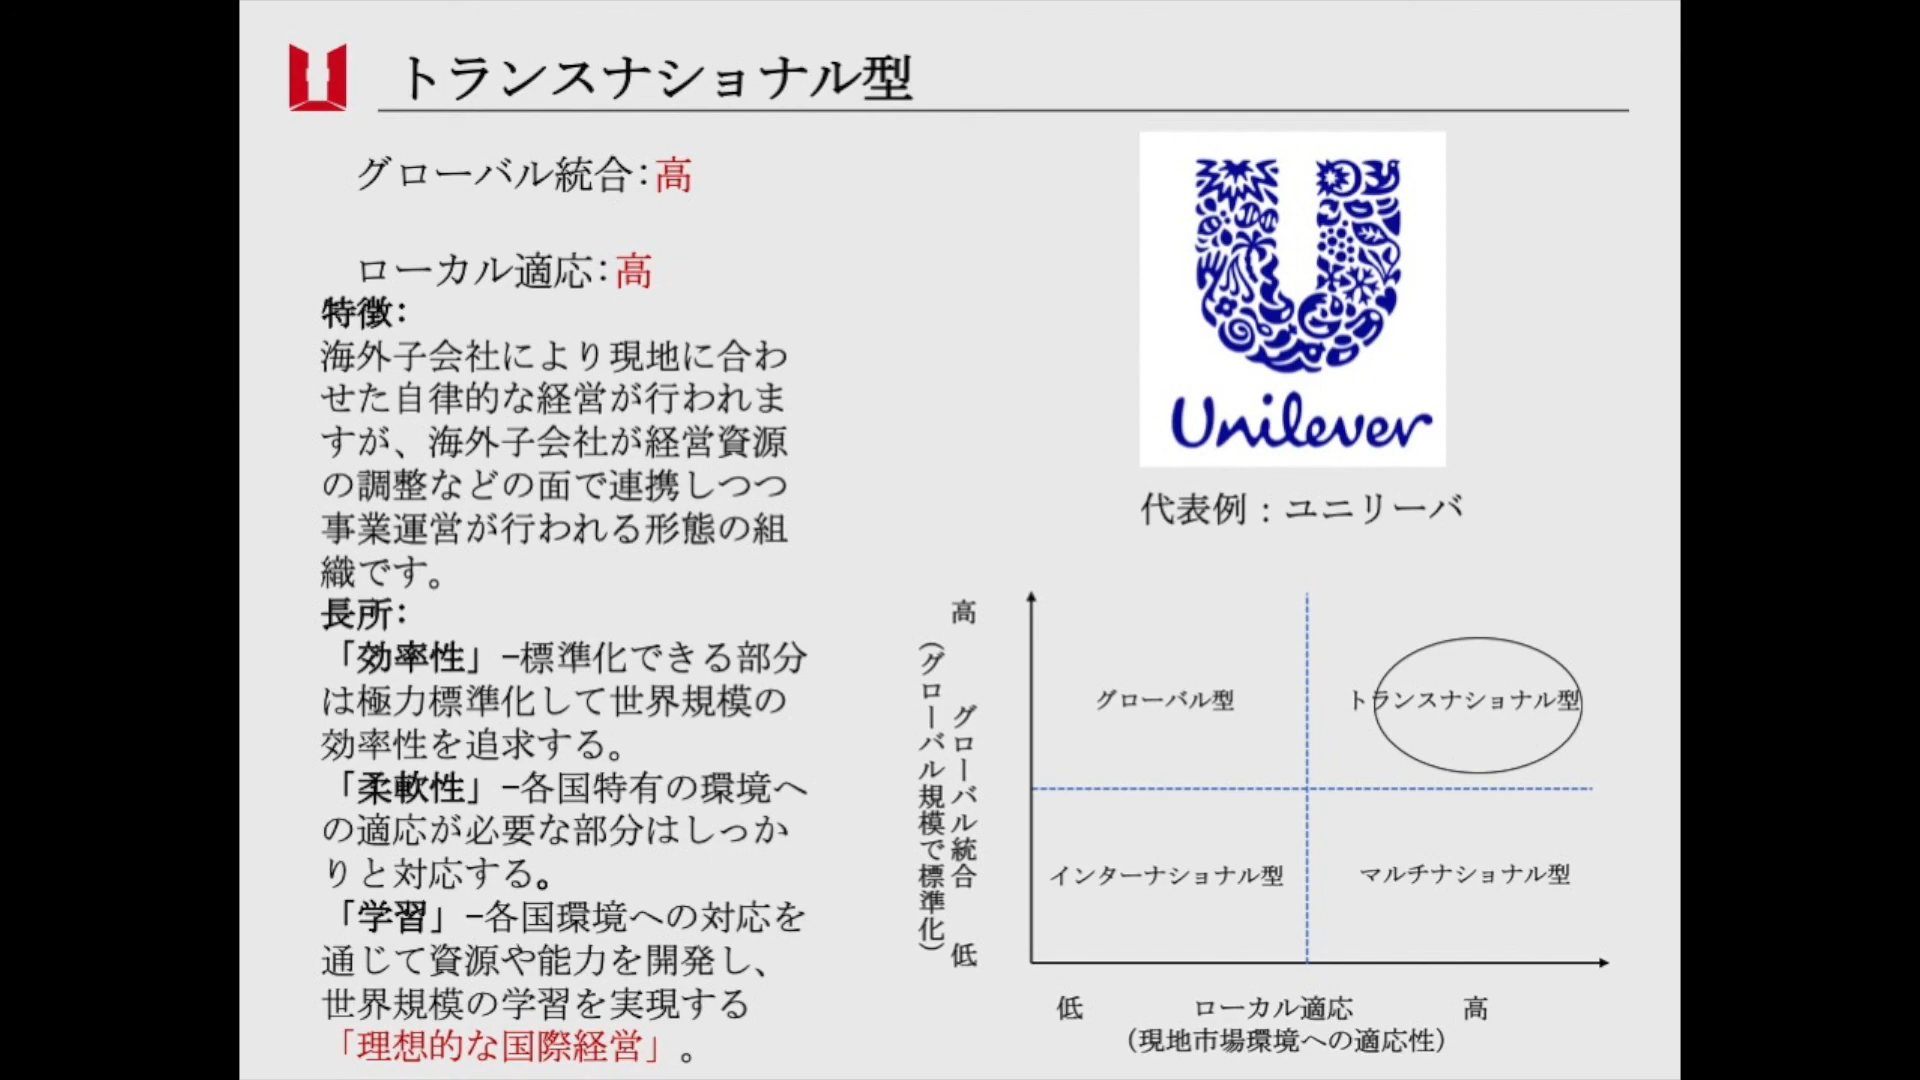 トランスナショナル型
グローバル統合：高
ローカル適応：高
特徴：
海外子会社により現地に合わ
せた自律的な経営が行われま
すが、海外子会社が経営資源
の調整などの面で連携しつつ
事業運営が行われる形態の組
織です。
長所：
「効率性」–標準化できる部分
は極力標準化して世界規模の
効率性を追求する。
「柔軟性」–各国特有の環境へ
の適応が必要な部分はしっか
りと対応する。
「学習」–各国環境への対応を
通じて資源や能力を開発し、
世界規模の学習を実現する
「理想的な国際経営」。
Unilever
代表例：ユニリーバ
高　グローバル統合　低
（グローバル規模で標準化）
グローバル型
トランスナショナル型
インターナショナル型
マルチナショナル型
低　ローカル適応　高
（現地市場環境への適応性）